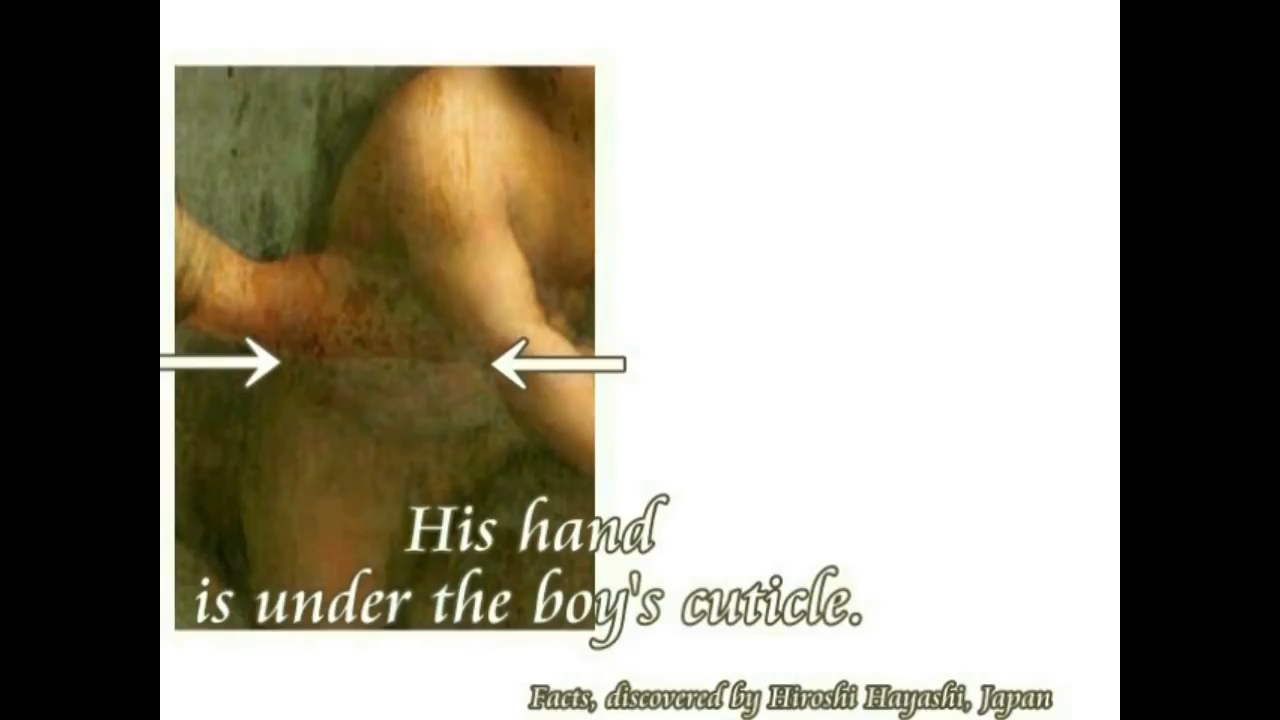 His hand
is under the boy's cuticle.
Facts, discovered by Hiroshi Hayashi, Japan